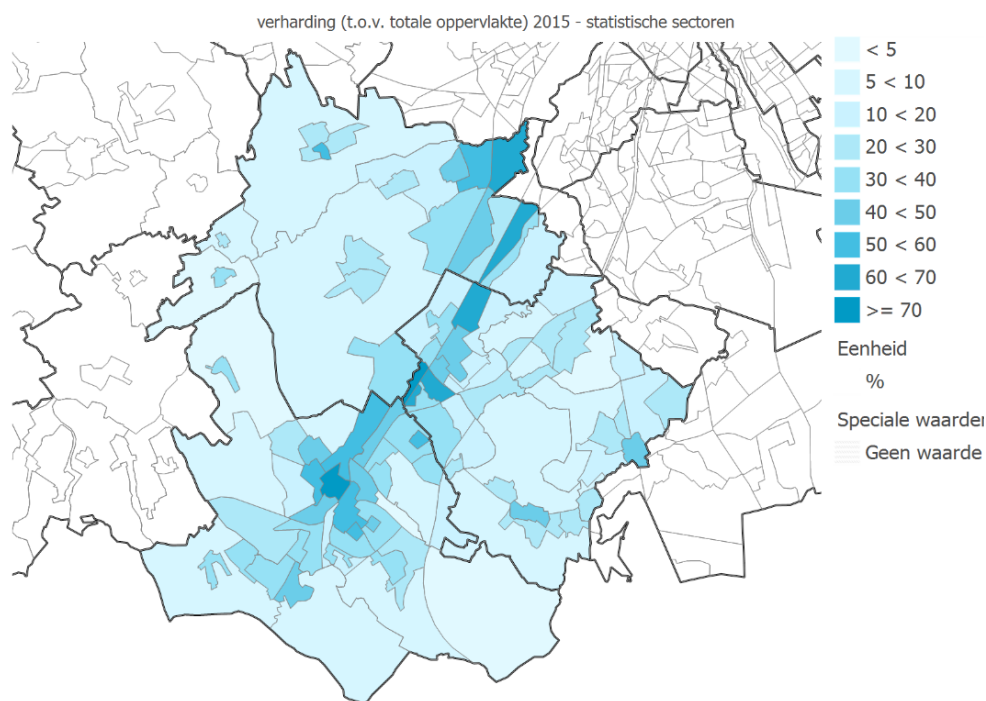 verharding (t.o.v. totale oppervlakte) 2015 - statistische sectoren
< 5
5 < 10
10 < 20
20 < 30
30 < 40
40 < 50
50 < 60
60 < 70
>= 70
Eenheid
%
Speciale waarden
Geen waarde